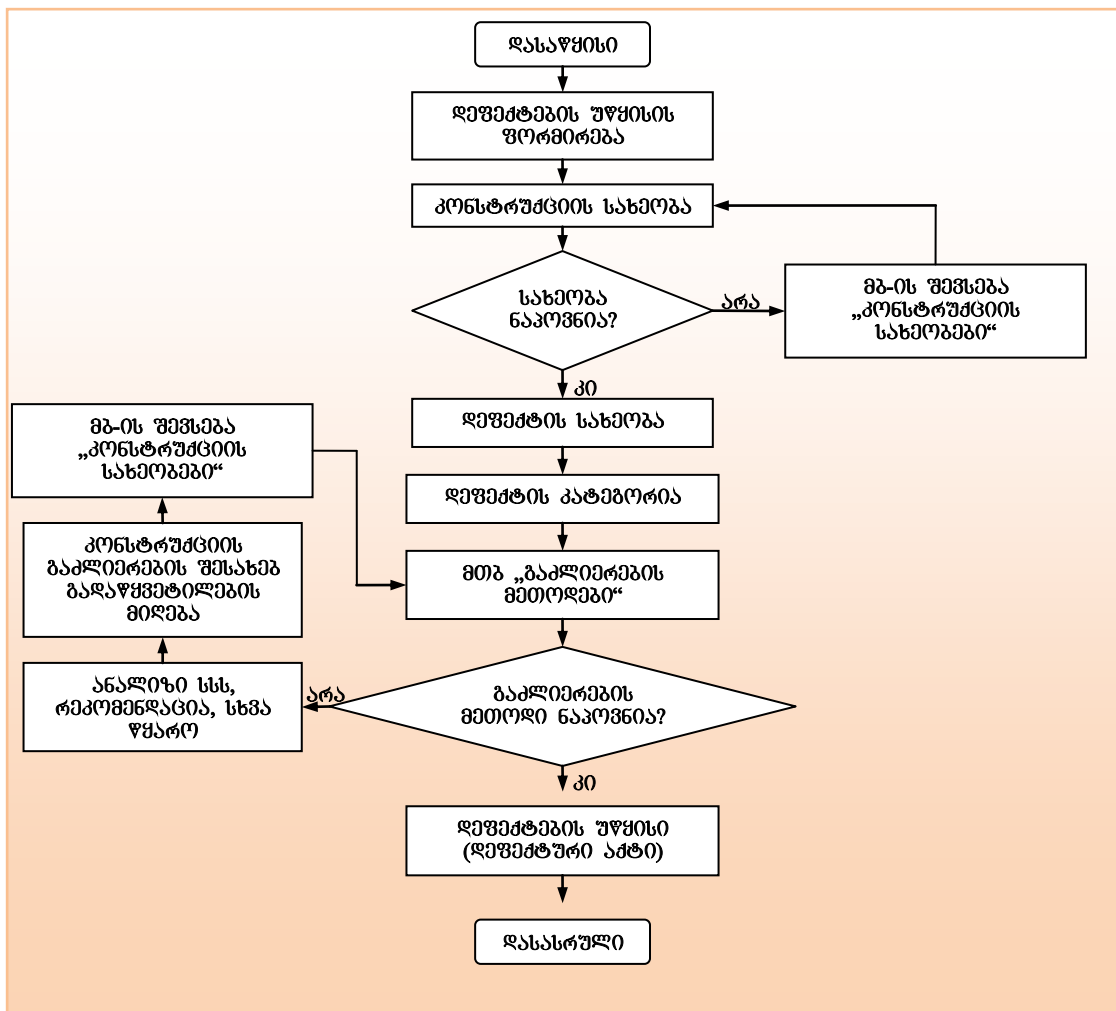 დასაწყისი
დეფექტების უწყისის
ფორმირება
კონსტრუქციის სახეობა
სახეობა
ნაპოვნია?
არა
მბ-ის შევსება
„კონსტრუქციის
სახეობები“
კი
დეფექტის სახეობა
მბ-ის შევსება
„კონსტრუქციის
სახეობები“
დეფექტის კატეგორია
კონსტრუქციის
გაძლიერების შესახებ
გადაწყვეტილების
მიღება
მთბ „გაძლიერების
მეთოდები“
ანალიზი სსს,
რეკომენდაცია, სხვა
წყარო
არა
გაძლიერების
მეთოდი ნაპოვნია?
კი
დეფექტების უწყისი
(დეფექტური აქტი)
დასასრული